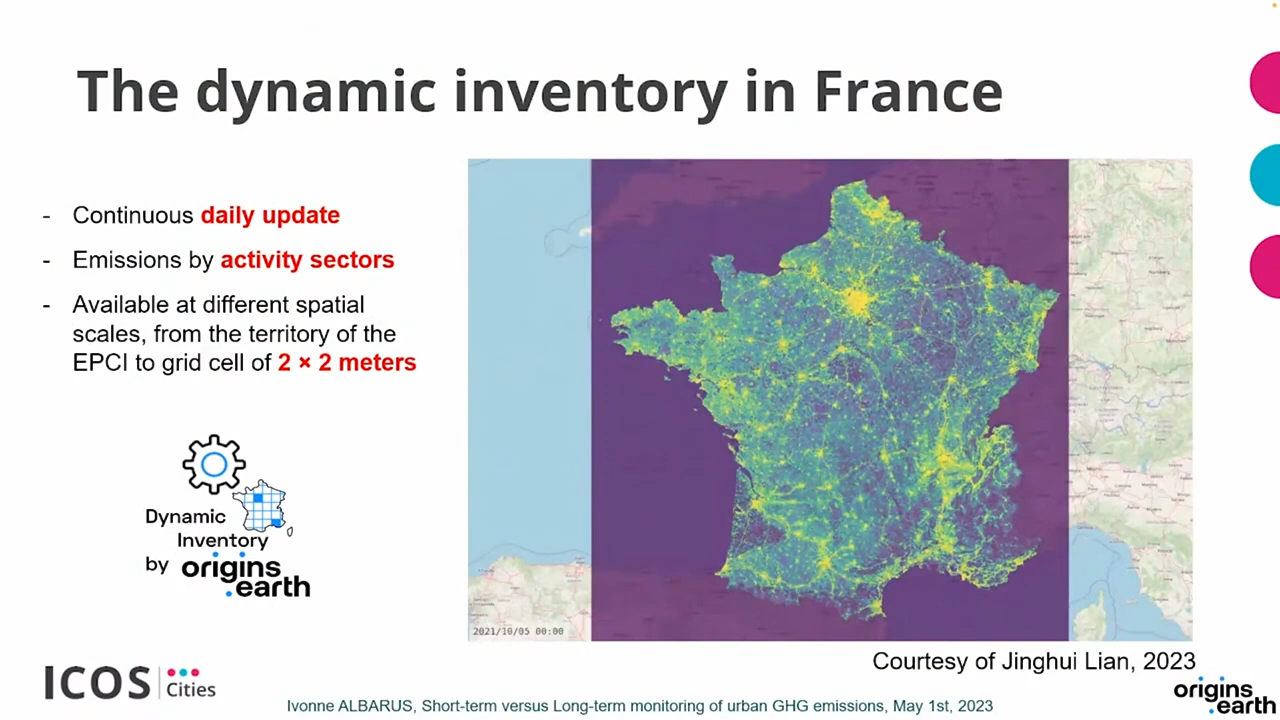 The dynamic inventory in France
- Continuous daily update
- Emissions by activity sectors
- Available at different spatial
scales, from the territory of the
EPCI to grid cell of 2 × 2 meters
Dynamic
Inventory
by origins
.earth
2021/10/05 00:00
Courtesy of Jinghui Lian, 2023
ICOS Cities
Ivonne ALBARUS, Short-term versus Long-term monitoring of urban GHG emissions, May 1st, 2023
origins
.earth